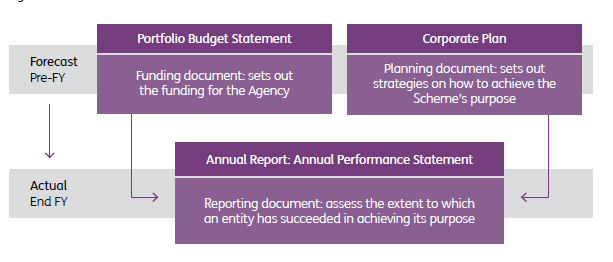 Portfolio Budget Statement
Corporate Plan
Forecast
Pre-FY
Funding document: sets out
the funding for the Agency
Planning document: sets out
strategies on how to achieve the
Scheme's purpose
Annual Report: Annual Performance Statement
Actual
End FY
Reporting document: assess the extent to which
an entity has succeeded in achieving its purpose